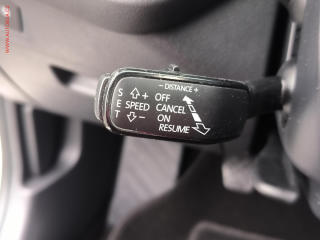 - DISTANCE +
S ⇧+ OFF
E SPEED CANCEL
T ⇩- ON
RESUME